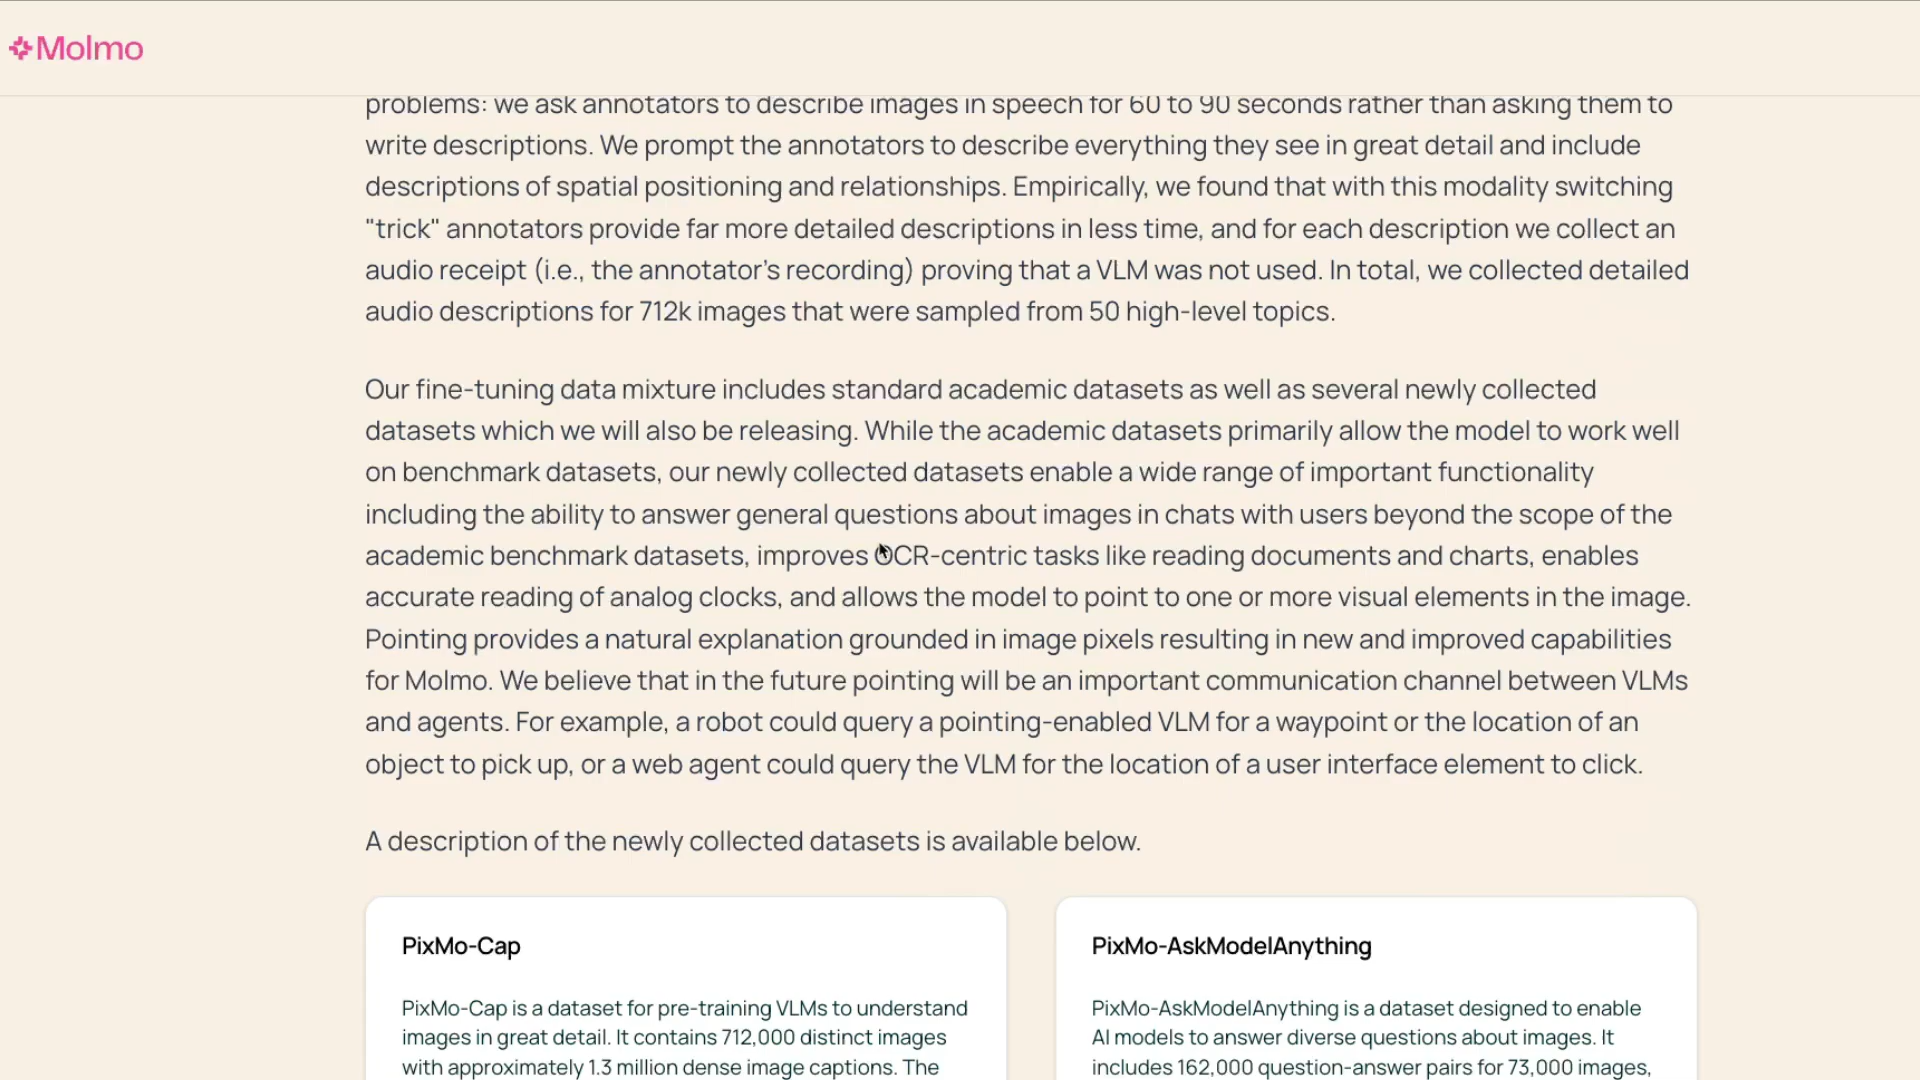 Molmo
problems: we ask annotators to describe images in speech for 60 to 90 seconds rather than asking them to
write descriptions. We prompt the annotators to describe everything they see in great detail and include
descriptions of spatial positioning and relationships. Empirically, we found that with this modality switching
"trick" annotators provide far more detailed descriptions in less time, and for each description we collect an
audio receipt (i.e., the annotator's recording) proving that a VLM was not used. In total, we collected detailed
audio descriptions for 712k images that were sampled from 50 high-level topics.
Our fine-tuning data mixture includes standard academic datasets as well as several newly collected
datasets which we will also be releasing. While the academic datasets primarily allow the model to work well
on benchmark datasets, our newly collected datasets enable a wide range of important functionality
including the ability to answer general questions about images in chats with users beyond the scope of the
academic benchmark datasets, improves OCR-centric tasks like reading documents and charts, enables
accurate reading of analog clocks, and allows the model to point to one or more visual elements in the image.
Pointing provides a natural explanation grounded in image pixels resulting in new and improved capabilities
for Molmo. We believe that in the future pointing will be an important communication channel between VLMs
and agents. For example, a robot could query a pointing-enabled VLM for a waypoint or the location of an
object to pick up, or a web agent could query the VLM for the location of a user interface element to click.
A description of the newly collected datasets is available below.
PixMo-Cap
PixMo-Cap is a dataset for pre-training VLMs to understand
images in great detail. It contains 712,000 distinct images
with approximately 1.3 million dense image captions. The
PixMo-AskModelAnything
PixMo-AskModelAnything is a dataset designed to enable
AI models to answer diverse questions about images. It
includes 162,000 question-answer pairs for 73,000 images,